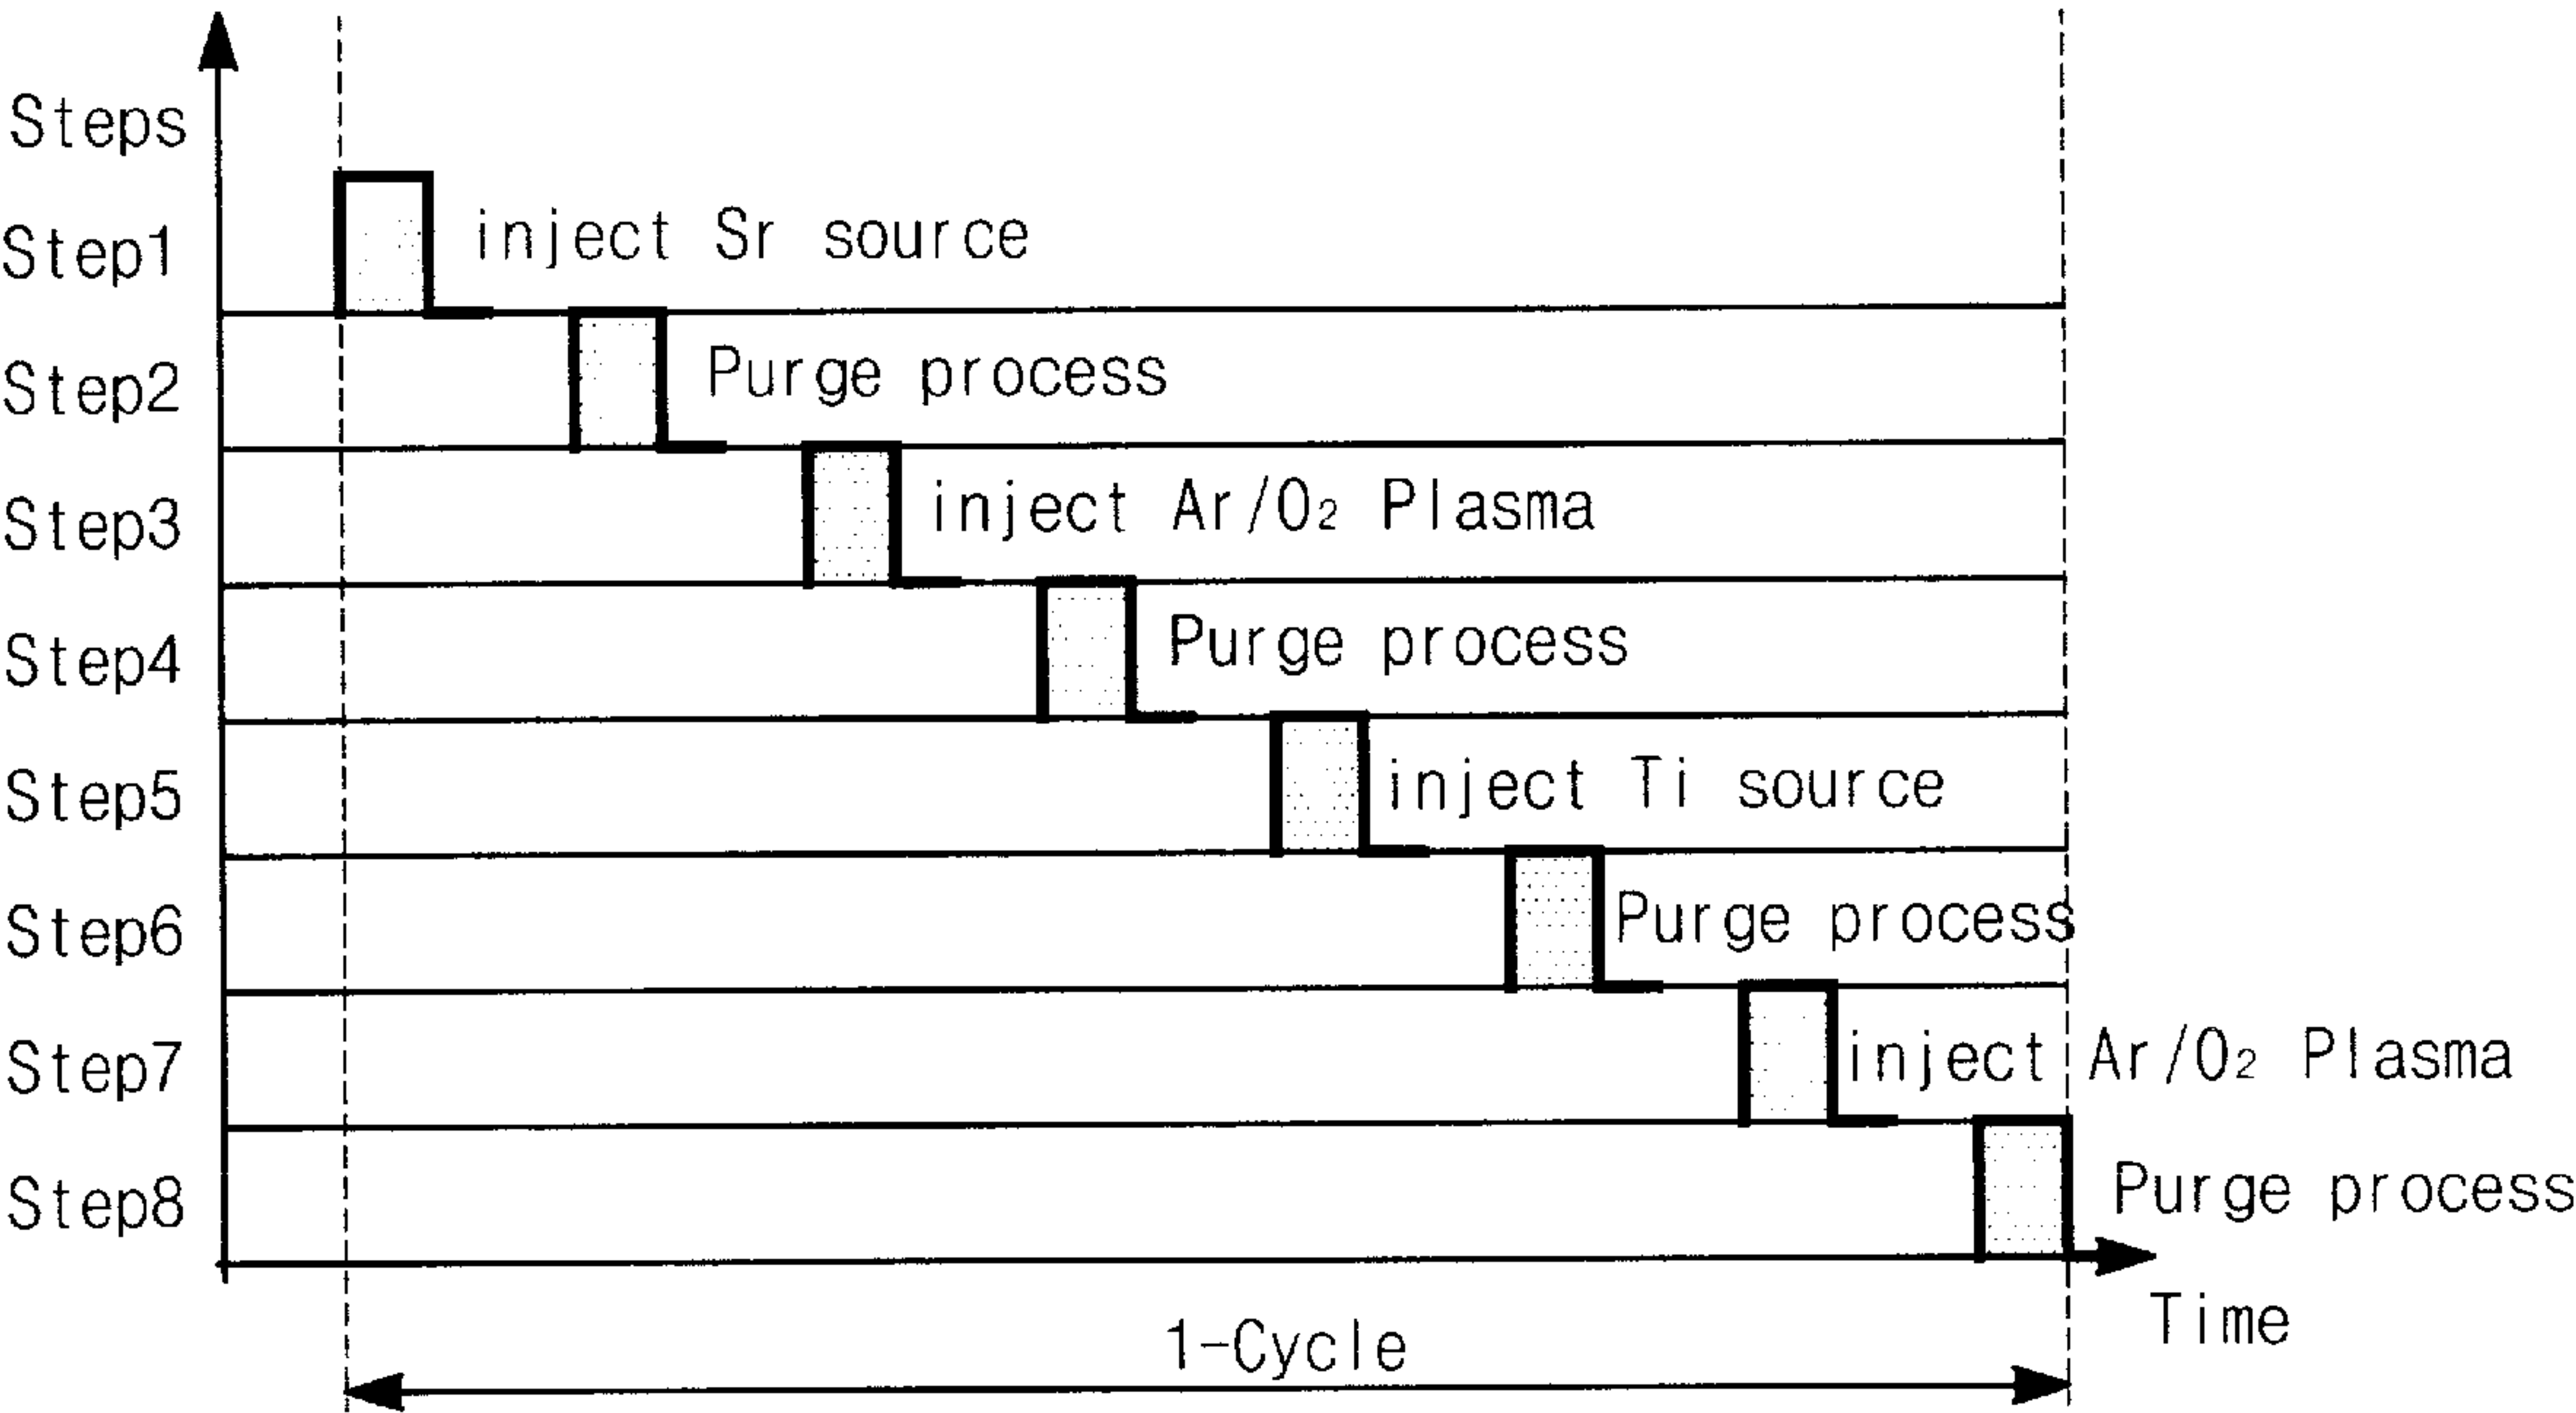 Steps
Step1 inject Sr source
Step2 Purge process
Step3 inject Ar/O₂ Plasma
Step4 Purge process
Step5 inject Ti source
Step6 Purge process
Step7 inject Ar/O₂ Plasma
Step8 Purge process
Time
1-Cycle